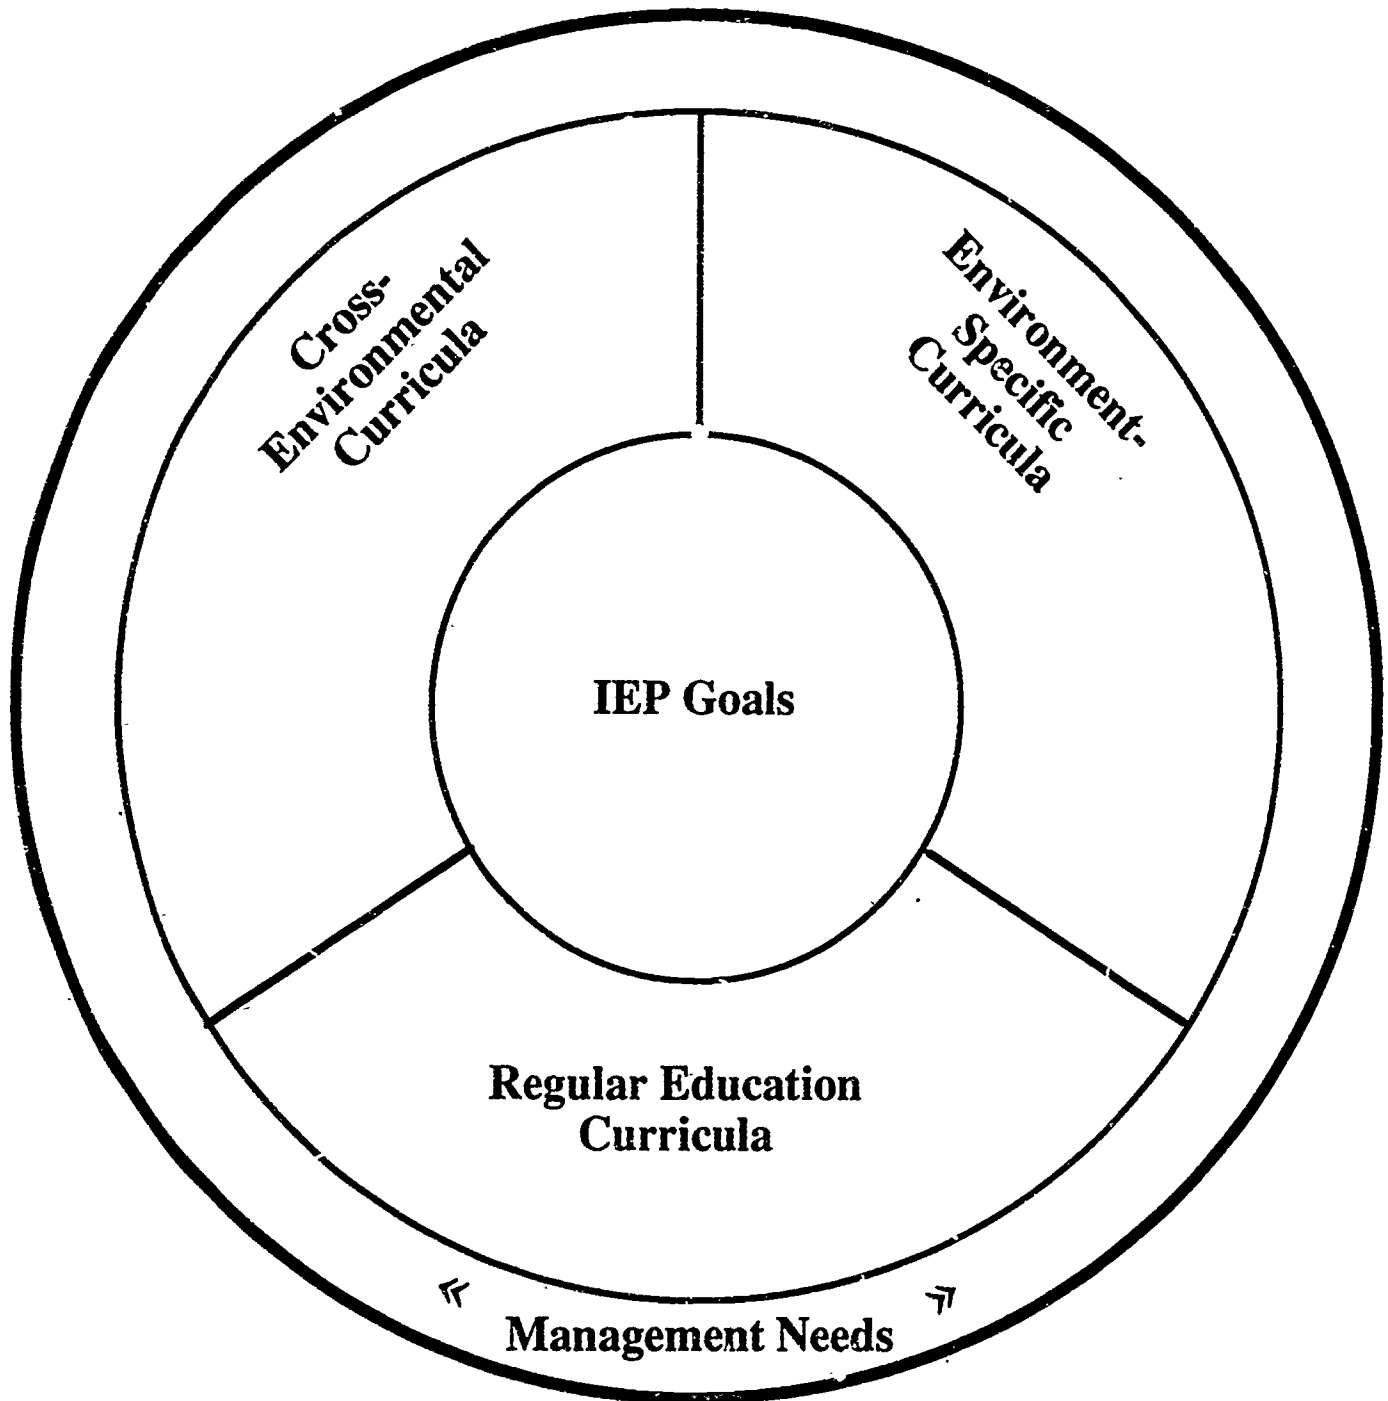 Cross-
Environmental
Curricula
Environment-
Specific
Curricula
IEP Goals
Regular Education
Curricula
«
»
Management Needs